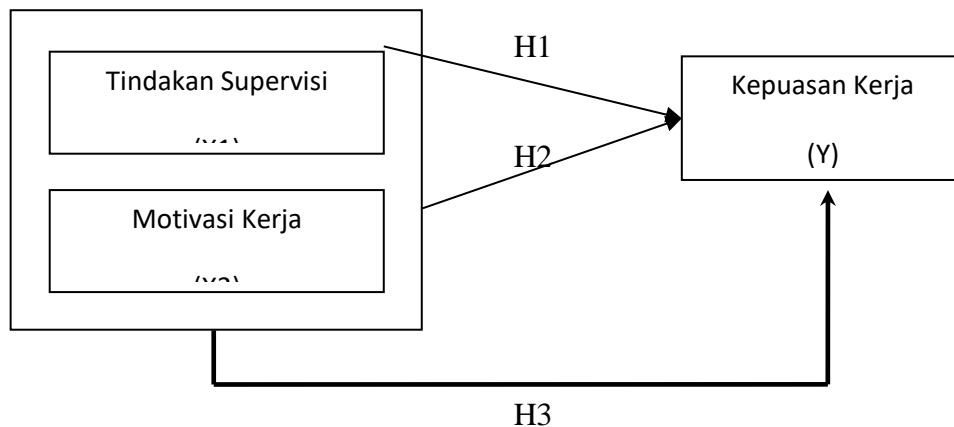 H1
Tindakan Supervisi
Kepuasan Kerja
(Y)
H2
Motivasi Kerja
H3